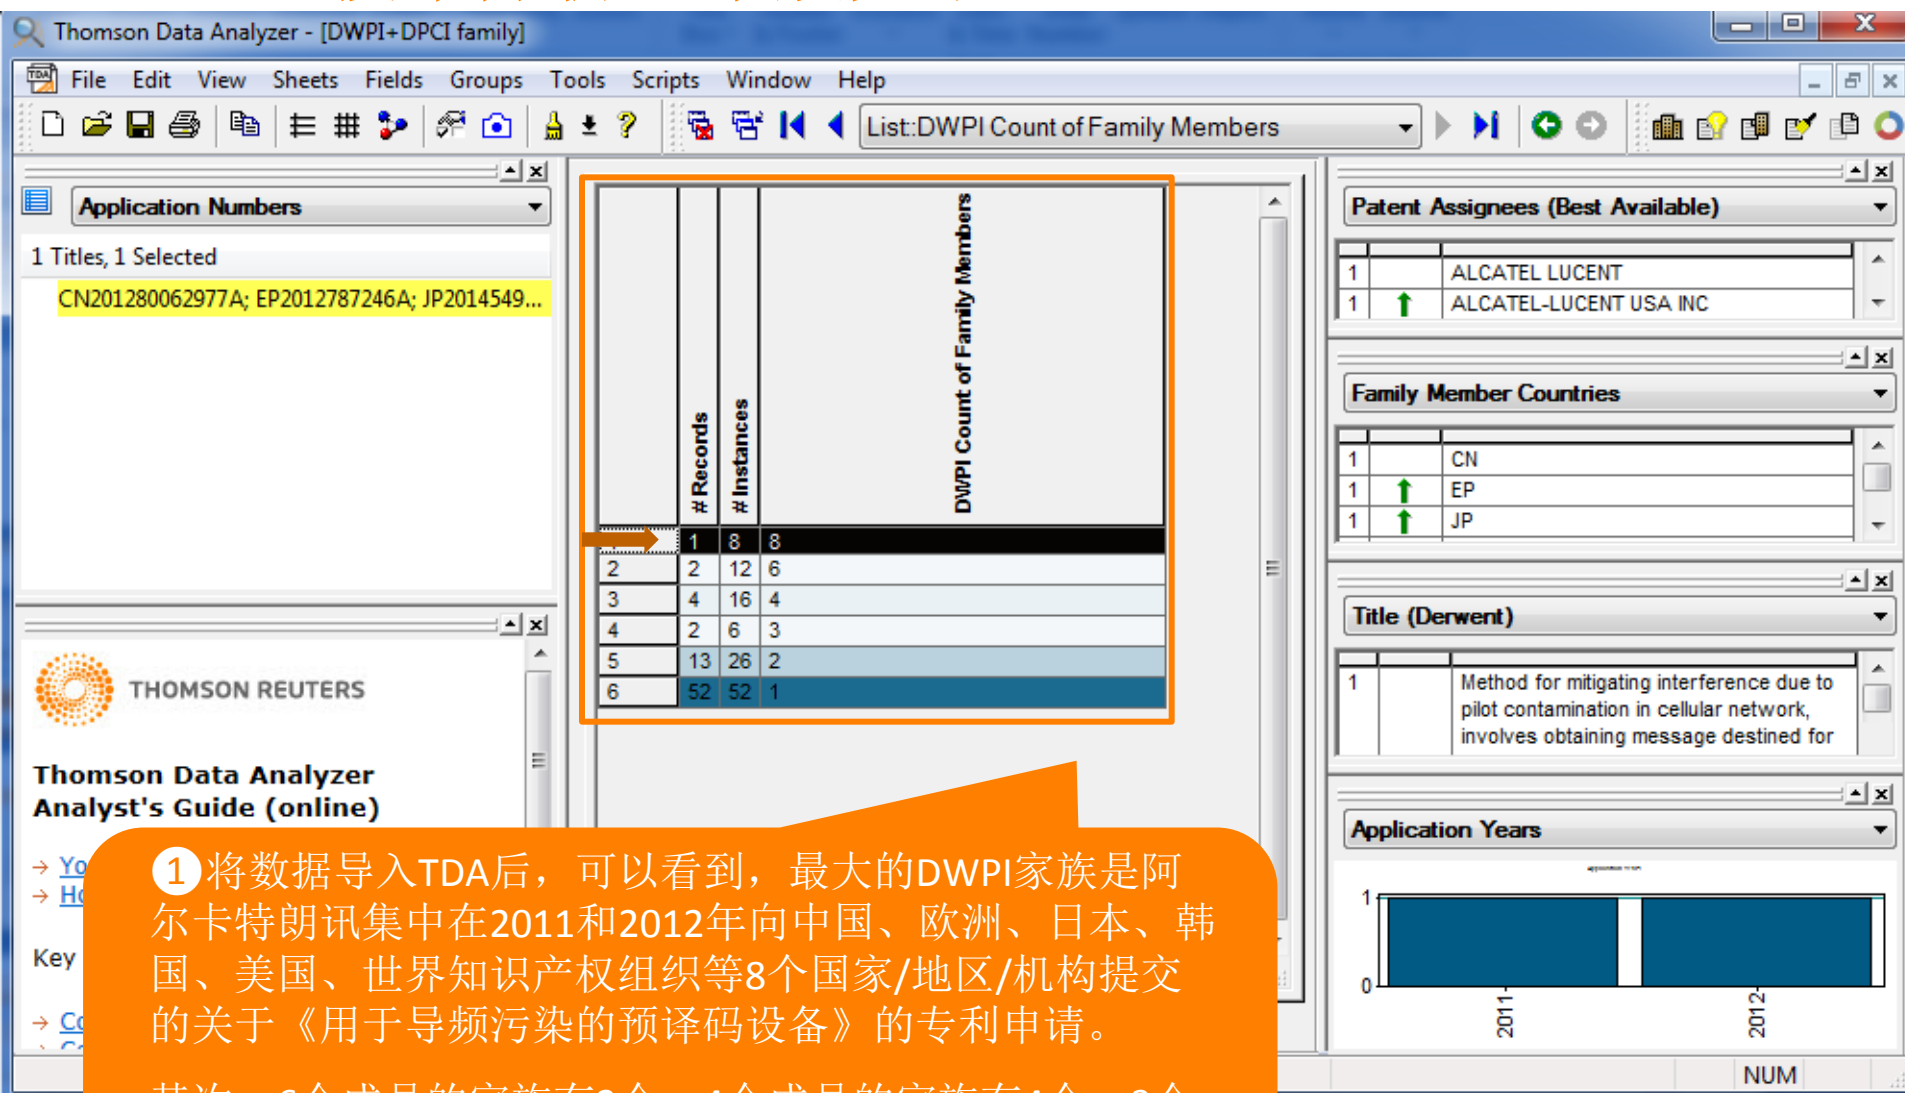 Thomson Data Analyzer - [DWPI+DPCI family]
File Edit View Sheets Fields Groups Tools Scripts Window Help
List::DWPI Count of Family Members
Application Numbers
1 Titles, 1 Selected
CN201280062977A; EP2012787246A; JP2014549...
THOMSON REUTERS
Thomson Data Analyzer
Analyst's Guide (online)
→ Yo
→ Ho
Key
→ Co
# Records
# Instances
DWPI Count of Family Members
1 8 8
2 2 12 6
3 4 16 4
4 2 6 3
5 13 26 2
6 52 52 1
Patent Assignees (Best Available)
1 ALCATEL LUCENT
1 ALCATEL-LUCENT USA INC
Family Member Countries
1 CN
1 EP
1 JP
Title (Derwent)
1 Method for mitigating interference due to
pilot contamination in cellular network,
involves obtaining message destined for
Application Years
1
0
2011
2012
NUM
①将数据导入TDA后，可以看到，最大的DWPI家族是阿
尔卡特朗讯集中在2011和2012年向中国、欧洲、日本、韩
国、美国、世界知识产权组织等8个国家/地区/机构提交
的关于《用于导频污染的预译码设备》的专利申请。